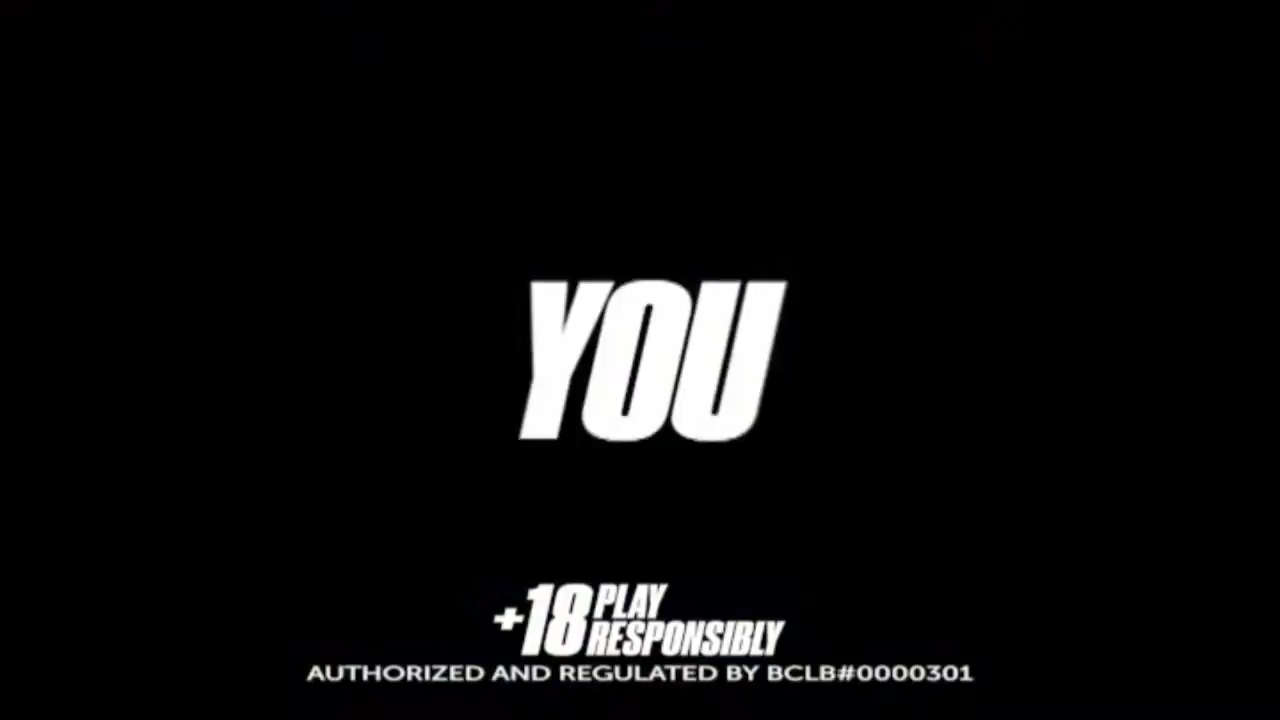 YOU
+18 PLAY
RESPONSIBLY
AUTHORIZED AND REGULATED BY BCLB#0000301